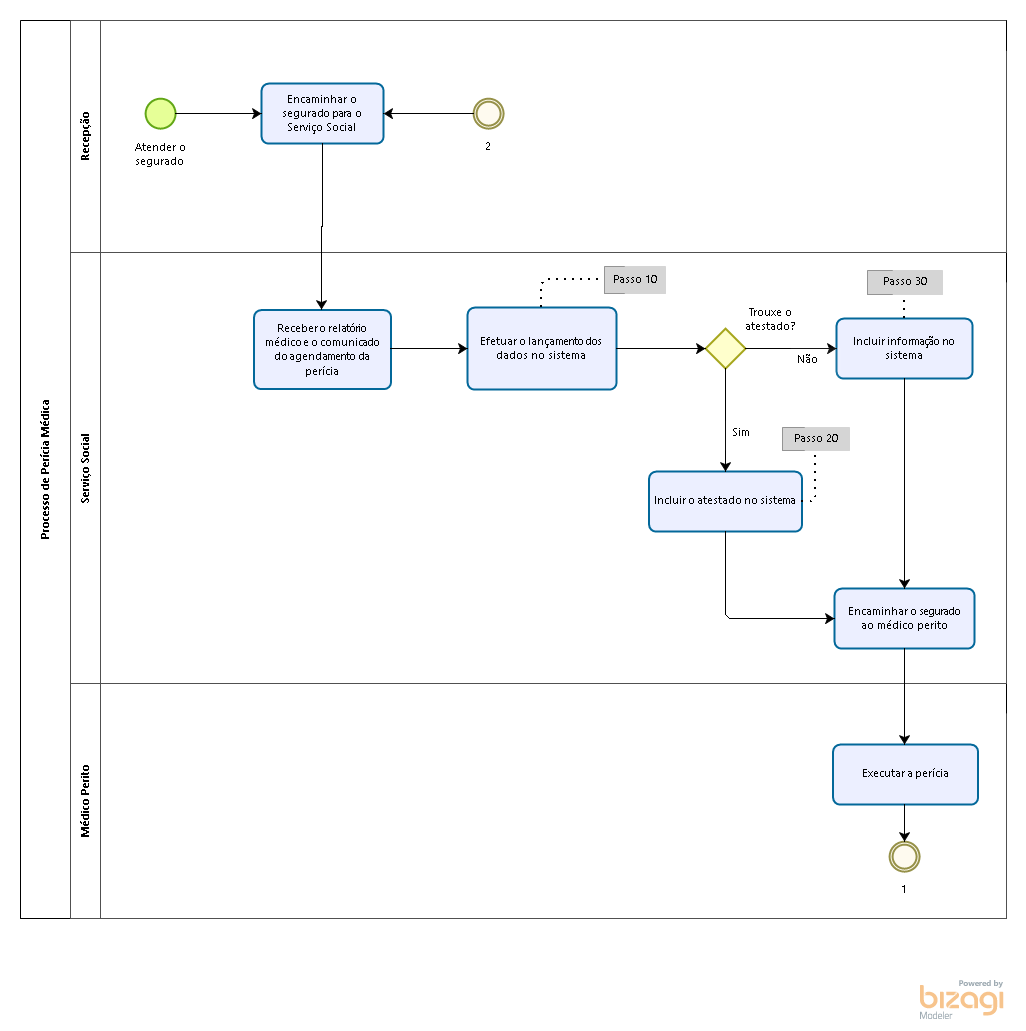 Processo de Perícia Médica
Recepção
Atender o
segurado
Encaminhar o
segurado para o
Serviço Social
2
Serviço Social
Receber o relatório
médico e o comunicado
do agendamento da
perícia
Passo 10
Efetuar o lançamento dos
dados no sistema
Trouxe o
atestado?
Não
Sim
Passo 30
Incluir informação no
sistema
Passo 20
Incluir o atestado no sistema
Encaminhar o segurado
ao médico perito
Médico Perito
Executar a perícia
1
Powered by
bizagi
Modeler